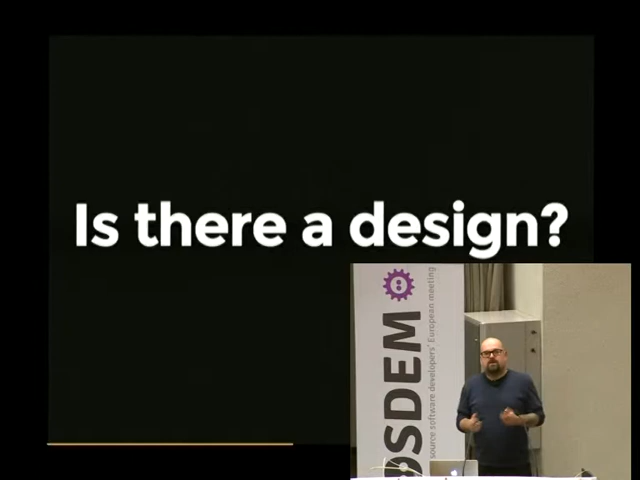 Is there a design?
OSDEM
source software developers' European meeting